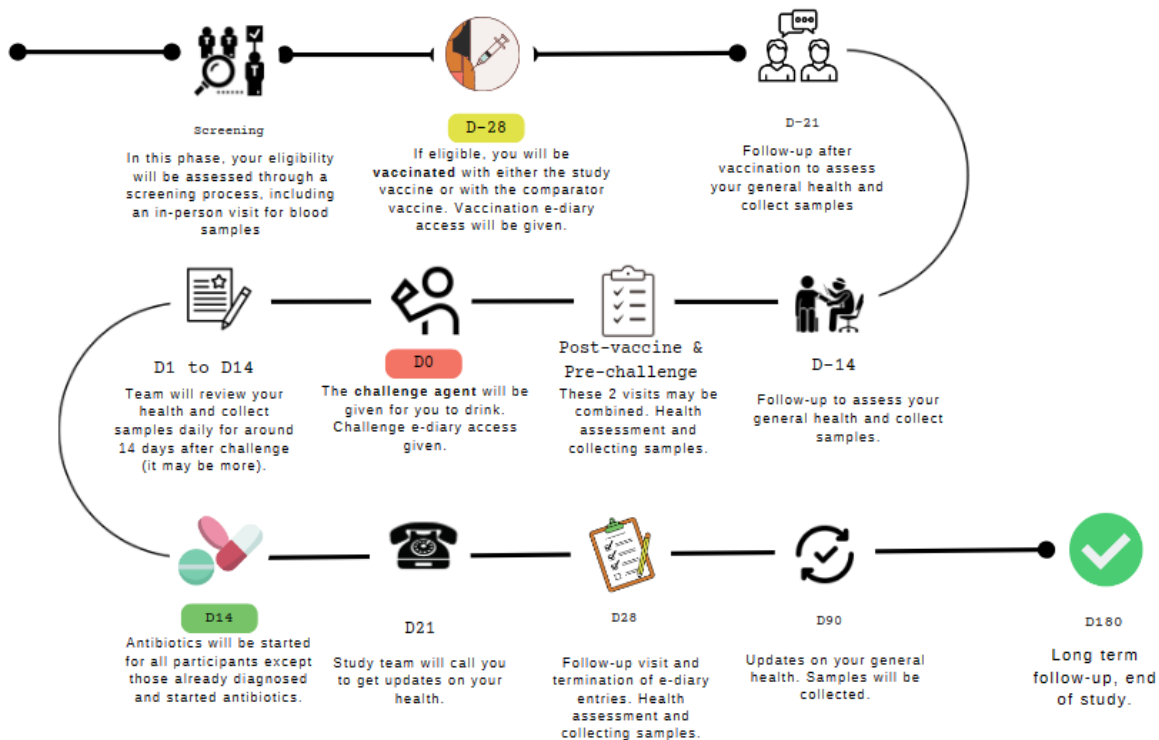 Screening
In this phase, your eligibility
will be assessed through a
screening process, including
an in-person visit for blood
samples
D-28
If eligible, you will be
vaccinated with either the study
vaccine or with the comparator
vaccine. Vaccination e-diary
access will be given.
D-21
Follow-up after
vaccination to assess
your general health and
collect samples
D-14
Follow-up to assess your
general health and collect
samples.
Post-vaccine &
Pre-challenge
These 2 visits may be
combined. Health
assessment and
collecting samples.
D0
The challenge agent will be
given for you to drink.
Challenge e-diary access
given.
D1 to D14
Team will review your
health and collect
samples daily for around
14 days after challenge
(it may be more).
D14
Antibiotics will be started
for all participants except
those already diagnosed
and started antibiotics.
D21
Study team will call you
to get updates on your
health.
D28
Follow-up visit and
termination of e-diary
entries. Health
assessment and
collecting samples.
D90
Updates on your general
health. Samples will be
collected.
D180
Long term
follow-up, end
of study.